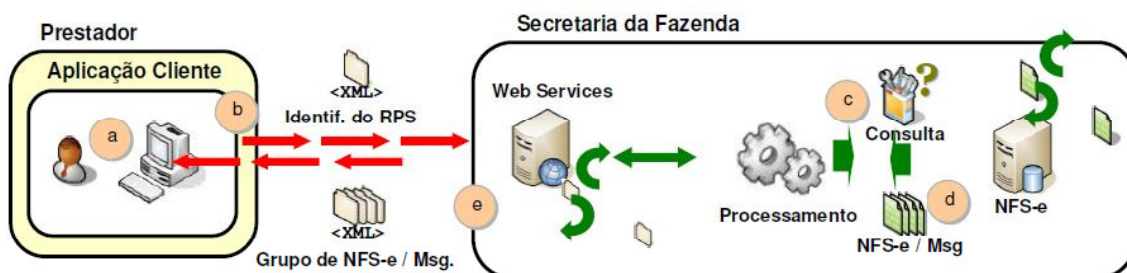 Prestador
Aplicação Cliente
a
b
<XML>
Identif. do RPS
<XML>
Grupo de NFS-e / Msg.
Secretaria da Fazenda
Web Services
e
Processamento
c
?
Consulta
d
NFS-e / Msg
NFS-e